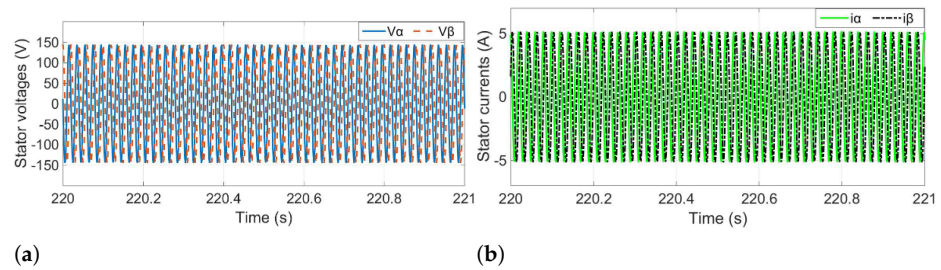 Vα Vβ
Stator voltages (V)
150
100
50
0
-50
-100
-150
220 220.2 220.4 220.6 220.8 221
Time (s)
(a)
iα iβ
Stator currents (A)
5
0
-5
220 220.2 220.4 220.6 220.8 221
Time (s)
(b)